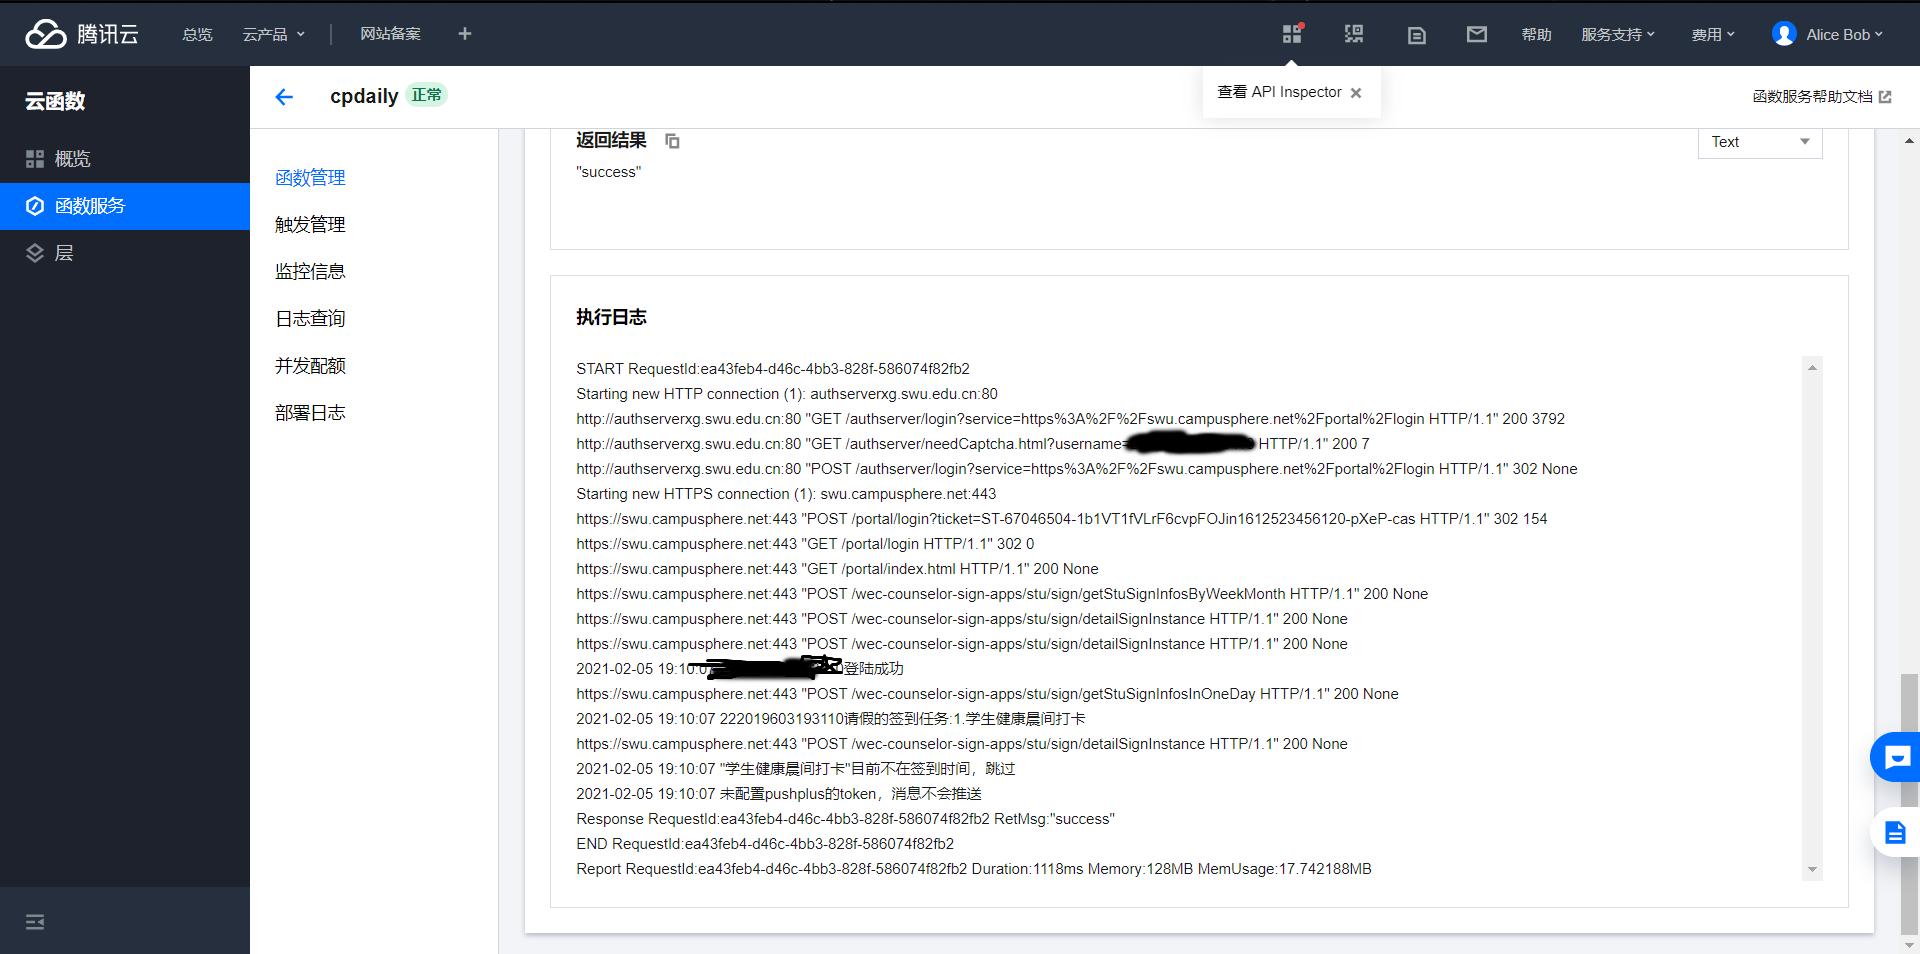 腾讯云
总览
云产品
网站备案
帮助
服务支持
费用
Alice Bob
云函数
概览
函数服务
层
cpdaily
正常
查看 API Inspector
函数服务帮助文档
函数管理
触发管理
监控信息
日志查询
并发配额
部署日志
返回结果
Text
"success"
执行日志
START RequestId:ea43feb4-d46c-4bb3-828f-586074f82fb2
Starting new HTTP connection (1): authserverxg.swu.edu.cn:80
http://authserverxg.swu.edu.cn:80 "GET /authserver/login?service=https%3A%2F%2Fswu.campusphere.net%2Fportal%2Flogin HTTP/1.1" 200 3792
http://authserverxg.swu.edu.cn:80 "GET /authserver/needCaptcha.html?username= HTTP/1.1" 200 7
http://authserverxg.swu.edu.cn:80 "POST /authserver/login?service=https%3A%2F%2Fswu.campusphere.net%2Fportal%2Flogin HTTP/1.1" 302 None
Starting new HTTPS connection (1): swu.campusphere.net:443
https://swu.campusphere.net:443 "POST /portal/login?ticket=ST-67046504-1b1VT1fVLrF6cvpFOJin1612523456120-pXeP-cas HTTP/1.1" 302 154
https://swu.campusphere.net:443 "GET /portal/login HTTP/1.1" 302 0
https://swu.campusphere.net:443 "GET /portal/index.html HTTP/1.1" 200 None
https://swu.campusphere.net:443 "POST /wec-counselor-sign-apps/stu/sign/getStuSignInfosByWeekMonth HTTP/1.1" 200 None
https://swu.campusphere.net:443 "POST /wec-counselor-sign-apps/stu/sign/detailSignInstance HTTP/1.1" 200 None
https://swu.campusphere.net:443 "POST /wec-counselor-sign-apps/stu/sign/detailSignInstance HTTP/1.1" 200 None
2021-02-05 19:10:07 登陆成功
https://swu.campusphere.net:443 "POST /wec-counselor-sign-apps/stu/sign/getStuSignInfosInOneDay HTTP/1.1" 200 None
2021-02-05 19:10:07 222019603193110请假的签到任务:1.学生健康晨间打卡
https://swu.campusphere.net:443 "POST /wec-counselor-sign-apps/stu/sign/detailSignInstance HTTP/1.1" 200 None
2021-02-05 19:10:07 "学生健康晨间打卡"目前不在签到时间，跳过
2021-02-05 19:10:07 未配置pushplus的token，消息不会推送
Response RequestId:ea43feb4-d46c-4bb3-828f-586074f82fb2 RetMsg:"success"
END RequestId:ea43feb4-d46c-4bb3-828f-586074f82fb2
Report RequestId:ea43feb4-d46c-4bb3-828f-586074f82fb2 Duration:1118ms Memory:128MB MemUsage:17.742188MB